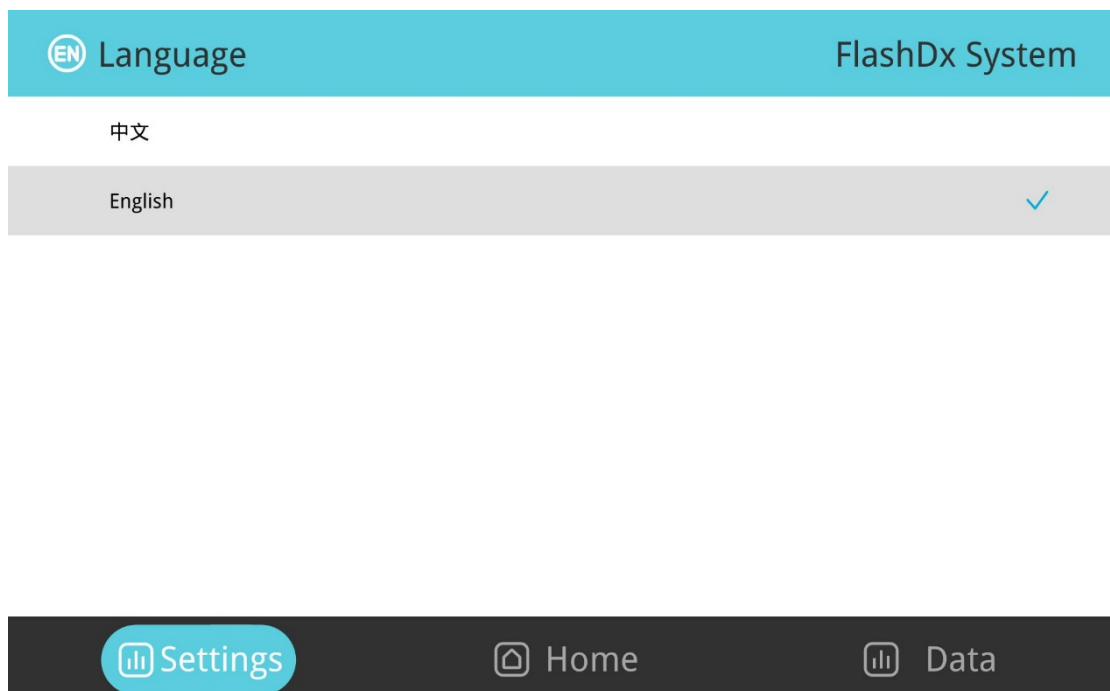 EN Language
FlashDx System
中文
English
Settings
Home
Data